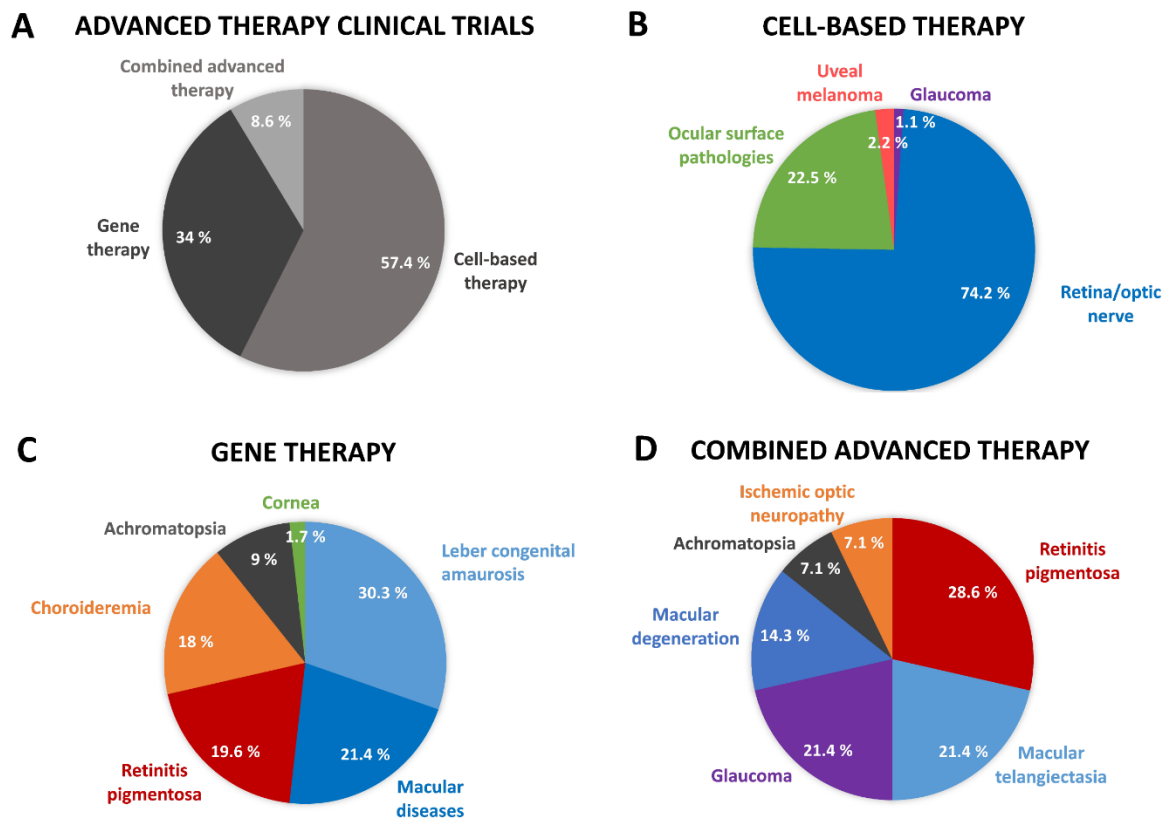 A ADVANCED THERAPY CLINICAL TRIALS
Combined advanced
therapy
8.6 %
Gene
therapy
34 %
57.4 %
Cell-based
therapy
B CELL-BASED THERAPY
Uveal
melanoma
Glaucoma
1.1 %
2.2 %
Ocular surface
pathologies
22.5 %
74.2 %
Retina/optic
nerve
C GENE THERAPY
Cornea
1.7 %
Achromatopsia
9 %
Leber congenital
amaurosis
30.3 %
Choroideremia
18 %
19.6 %
Retinitis
pigmentosa
21.4 %
Macular
diseases
D COMBINED ADVANCED THERAPY
Ischemic optic
neuropathy
7.1 %
Achromatopsia
7.1 %
Retinitis
pigmentosa
28.6 %
Macular
degeneration
14.3 %
21.4 %
Glaucoma
21.4 %
Macular
telangiectasia